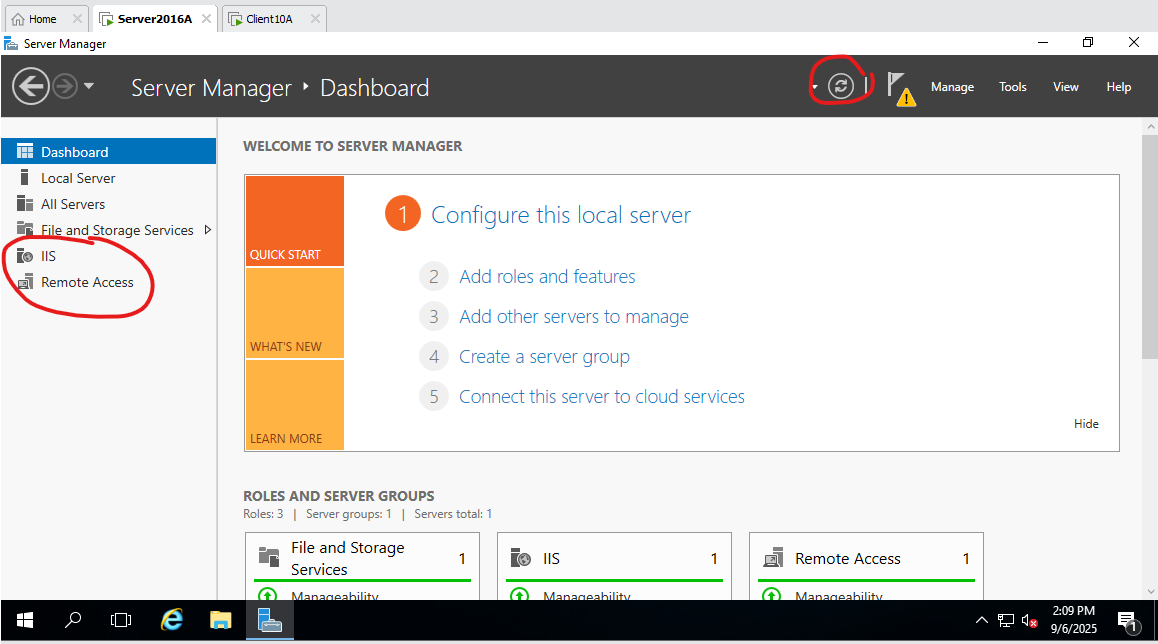 Home
Server2016A
Client10A
Server Manager
Server Manager Dashboard
Manage Tools View Help
Dashboard
Local Server
All Servers
File and Storage Services
IIS
Remote Access
WELCOME TO SERVER MANAGER
QUICK START
WHAT'S NEW
LEARN MORE
1 Configure this local server
2 Add roles and features
3 Add other servers to manage
4 Create a server group
5 Connect this server to cloud services
Hide
ROLES AND SERVER GROUPS
Roles: 3 | Server groups: 1 | Servers total: 1
File and Storage
Services
1
Manageability
IIS 1
Manageability
Remote Access 1
Manageability
2:09 PM
9/6/2025
1